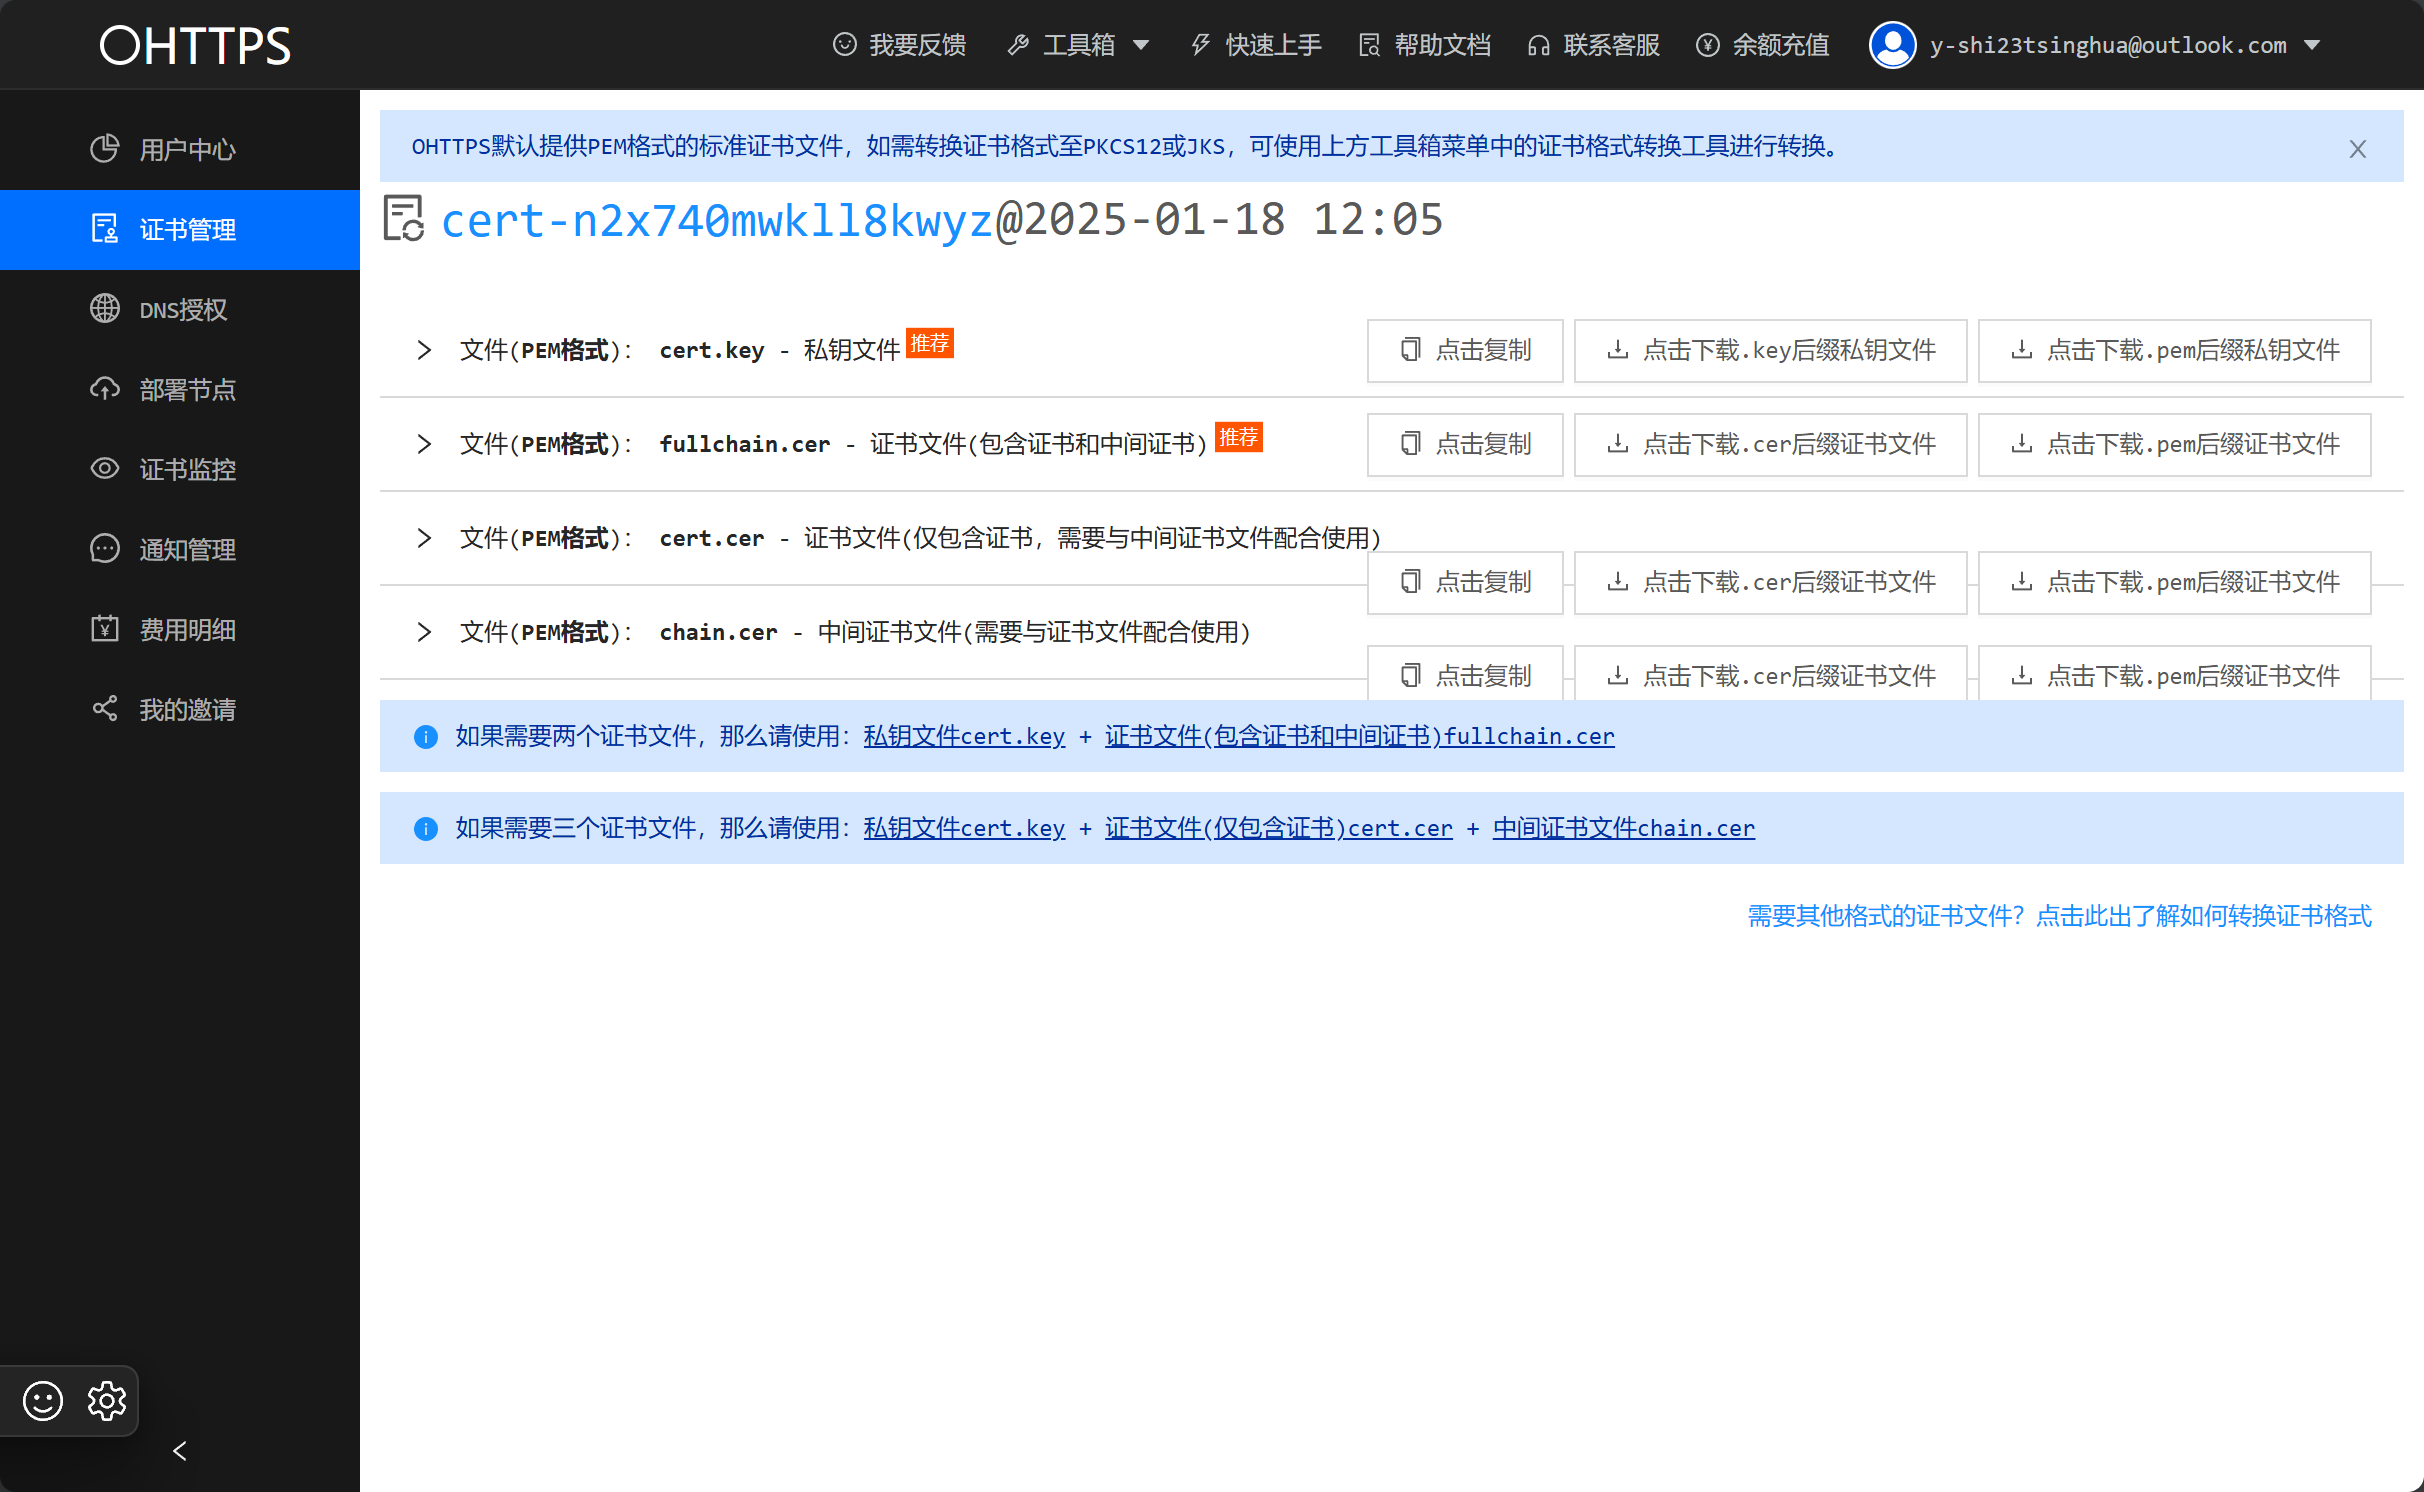 OHTTPS
我要反馈 工具箱 快速上手 帮助文档 联系客服 余额充值 y-shi23tsinghua@outlook.com
用户中心
证书管理
DNS授权
部署节点
证书监控
通知管理
费用明细
我的邀请
OHTTPS默认提供PEM格式的标准证书文件，如需转换证书格式至PKCS12或JKS，可使用上方工具箱菜单中的证书格式转换工具进行转换。
cert-n2x740mwkll8kwyz@2025-01-18 12:05
文件(PEM格式)： cert.key - 私钥文件 推荐 点击复制 点击下载.key后缀私钥文件 点击下载.pem后缀私钥文件
文件(PEM格式)： fullchain.cer - 证书文件(包含证书和中间证书) 推荐 点击复制 点击下载.cer后缀证书文件 点击下载.pem后缀证书文件
文件(PEM格式)： cert.cer - 证书文件(仅包含证书，需要与中间证书文件配合使用)
点击复制 点击下载.cer后缀证书文件 点击下载.pem后缀证书文件
文件(PEM格式)： chain.cer - 中间证书文件(需要与证书文件配合使用)
点击复制 点击下载.cer后缀证书文件 点击下载.pem后缀证书文件
如果需要两个证书文件，那么请使用：私钥文件cert.key + 证书文件(包含证书和中间证书)fullchain.cer
如果需要三个证书文件，那么请使用：私钥文件cert.key + 证书文件(仅包含证书)cert.cer + 中间证书文件chain.cer
需要其他格式的证书文件？点击此出了解如何转换证书格式